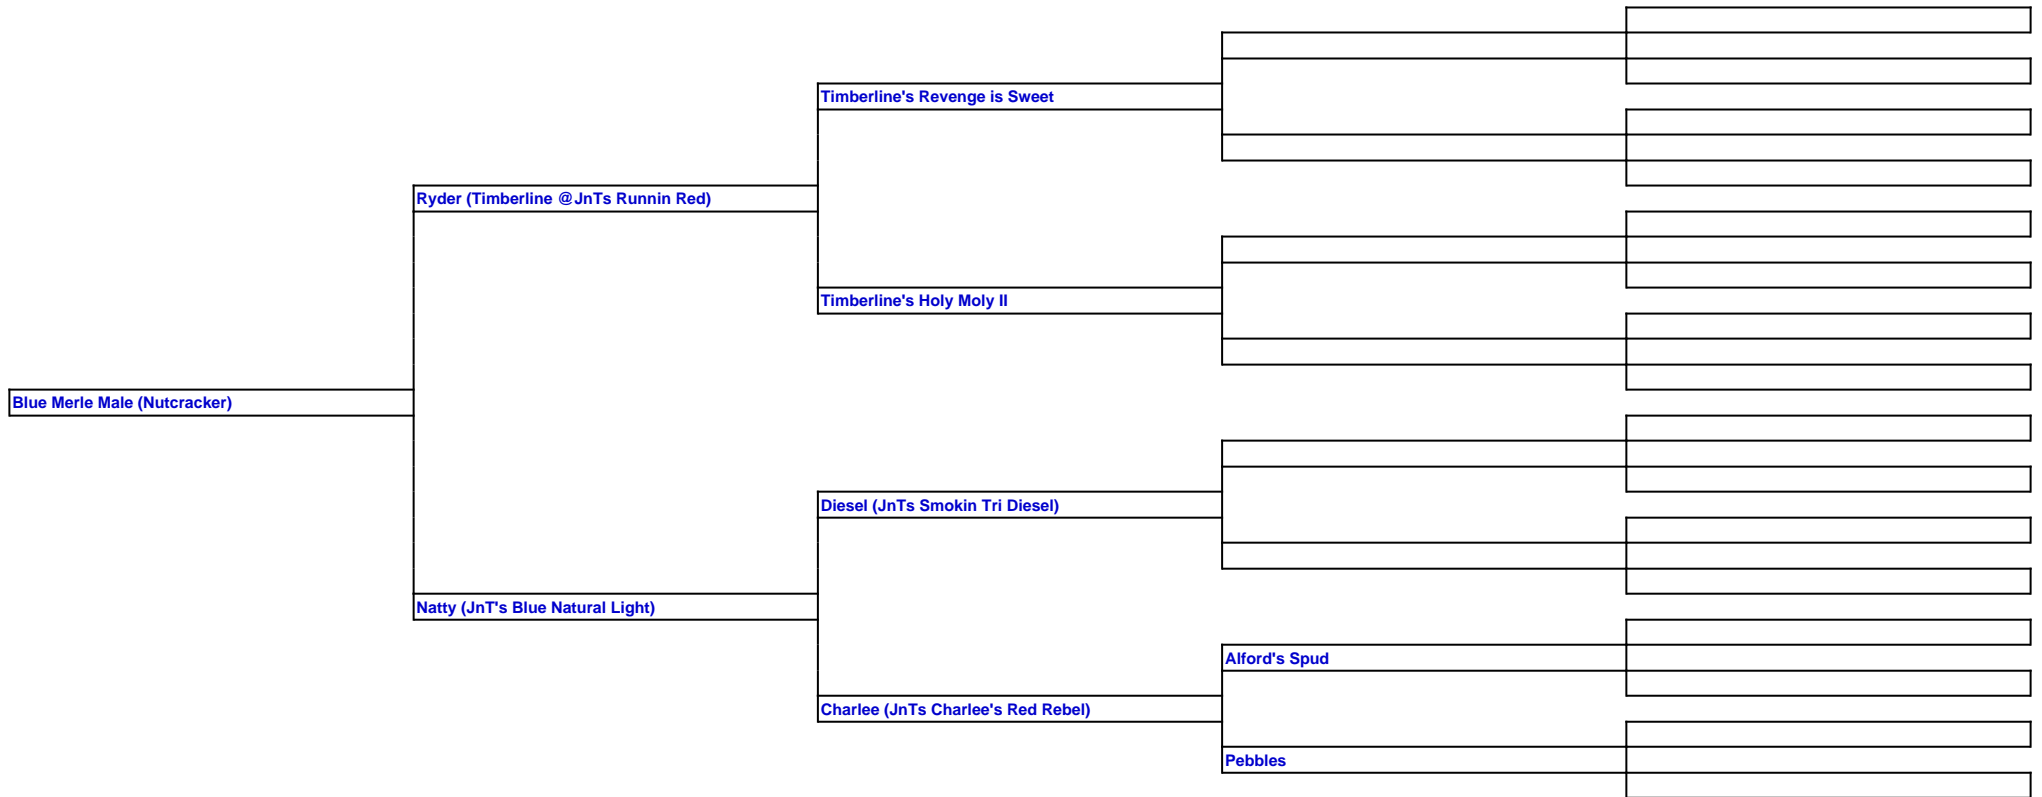 Timberline's Revenge is Sweet
Ryder (Timberline @JnTs Runnin Red)
Timberline's Holy Moly II
Blue Merle Male (Nutcracker)
Diesel (JnTs Smokin Tri Diesel)
Natty (JnT's Blue Natural Light)
Alford's Spud
Charlee (JnTs Charlee's Red Rebel)
Pebbles